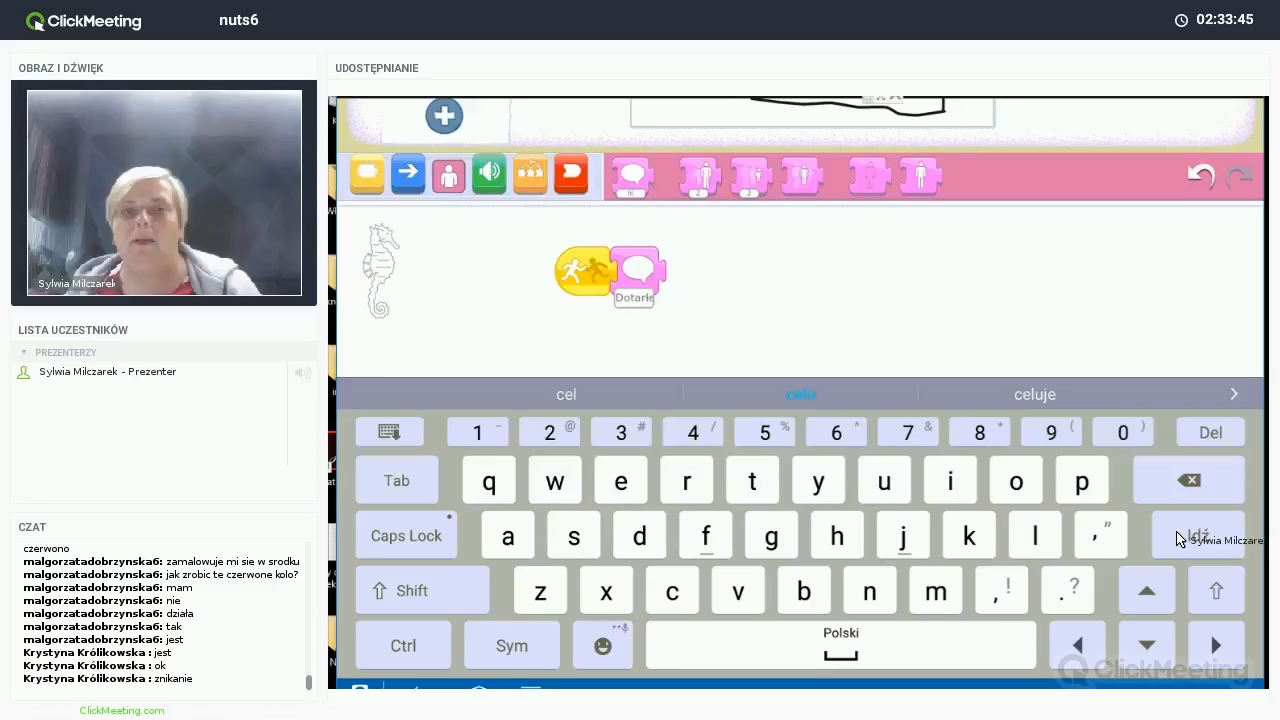 ClickMeeting
nuts6
02:33:45
OBRAZ I DŹWIĘK
UDOSTĘPNIANIE
Sylwia Milczarek
LISTA UCZESTNIKÓW
PREZENTERZY
Sylwia Milczarek - Prezenter
CZAT
czerwono
malgorzatadobrzynska6: zamalowuje mi sie w srodku
malgorzatadobrzynska6: jak zrobic te czerwone kolo?
malgorzatadobrzynska6: mam
malgorzatadobrzynska6: nie
malgorzatadobrzynska6: działa
malgorzatadobrzynska6: tak
malgorzatadobrzynska6: jest
Krystyna Królikowska : jest
Krystyna Królikowska : ok
Krystyna Królikowska : znikanie
ClickMeeting.com
hi 2 2
Dotarłe
cel celu celuje
1 - 2 @ 3 # 4 / 5 % 6 ^ 7 & 8 * 9 ( 0 ) Del
Tab q w e r t y u i o p
Caps Lock a s d f g h j k l ' " Idź
Sylwia Milczare
Shift z x c v b n m , ! . ?
Ctrl Sym Polski
ClickMeeting